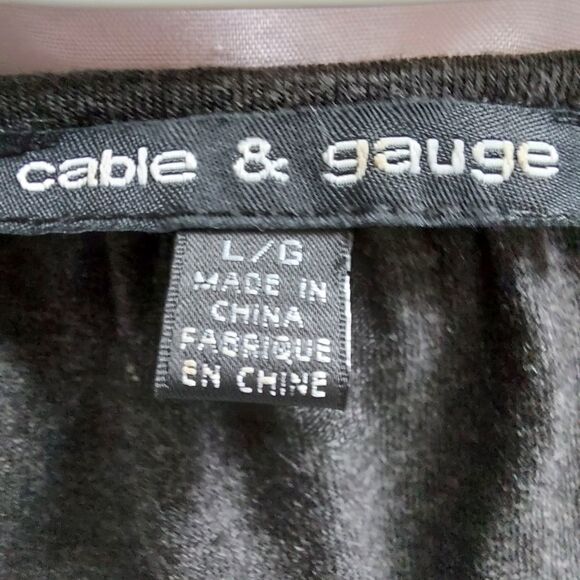 cable & gauge
L/G
MADE IN
CHINA
FABRIQUE
EN CHINE